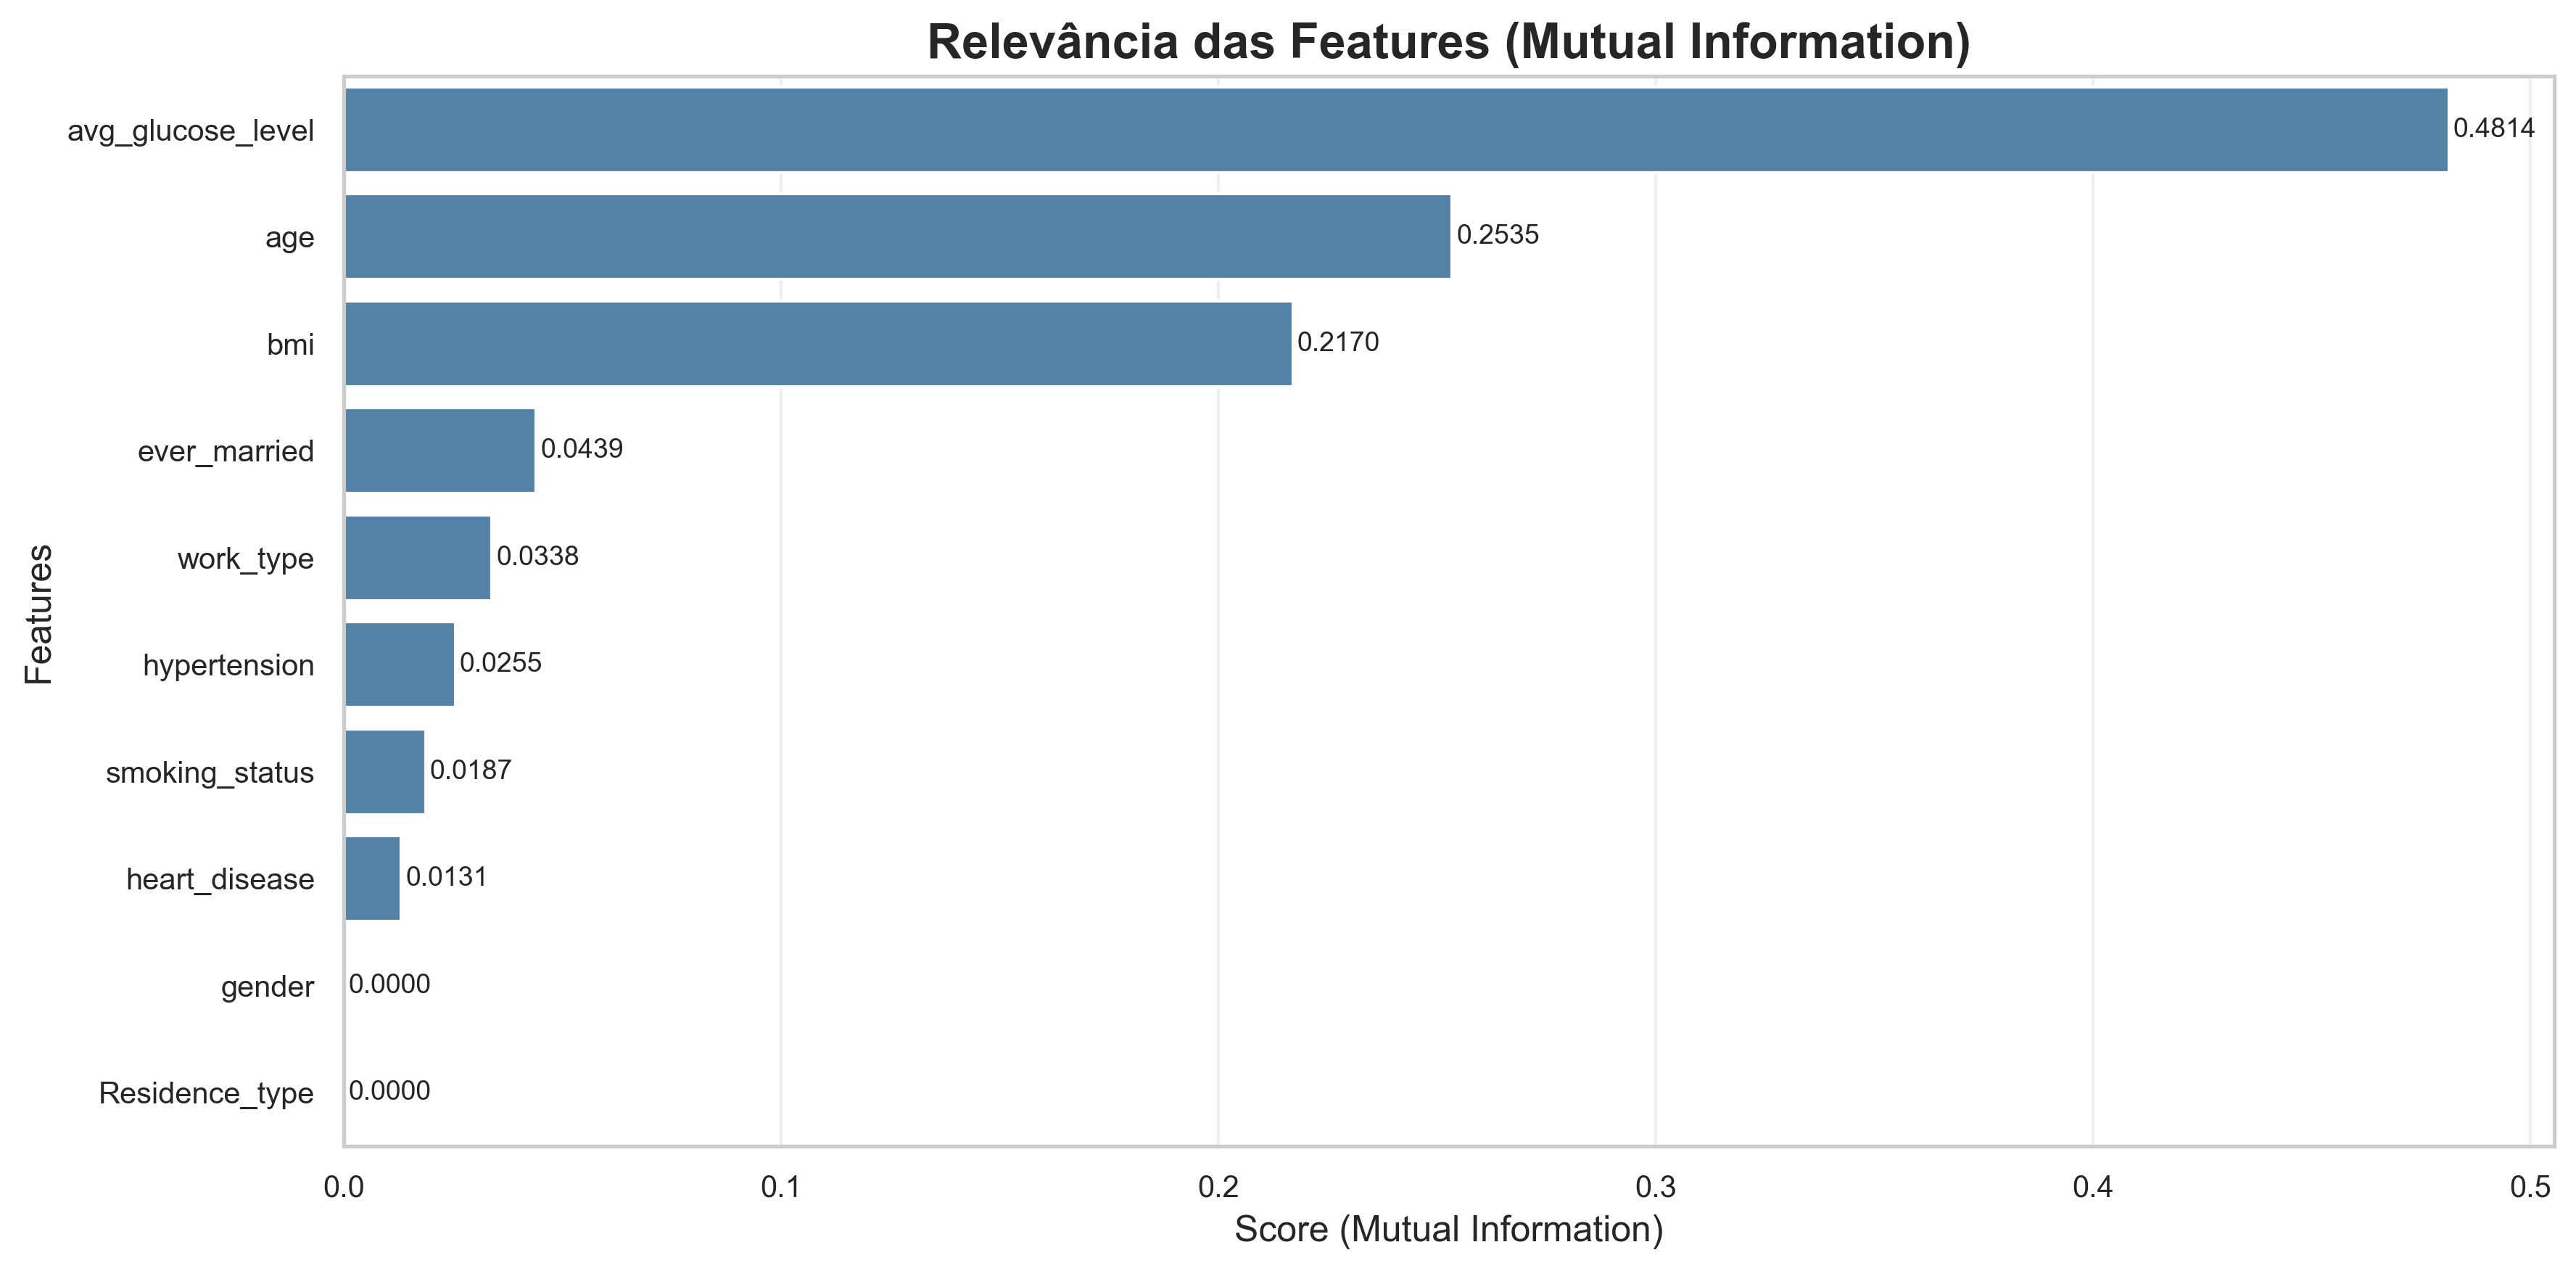 Relevância das Features (Mutual Information)
avg_glucose_level 0.4814
age 0.2535
bmi 0.2170
ever_married 0.0439
work_type 0.0338
hypertension 0.0255
smoking_status 0.0187
heart_disease 0.0131
gender 0.0000
Residence_type 0.0000
Features
0.0 0.1 0.2 0.3 0.4 0.5
Score (Mutual Information)